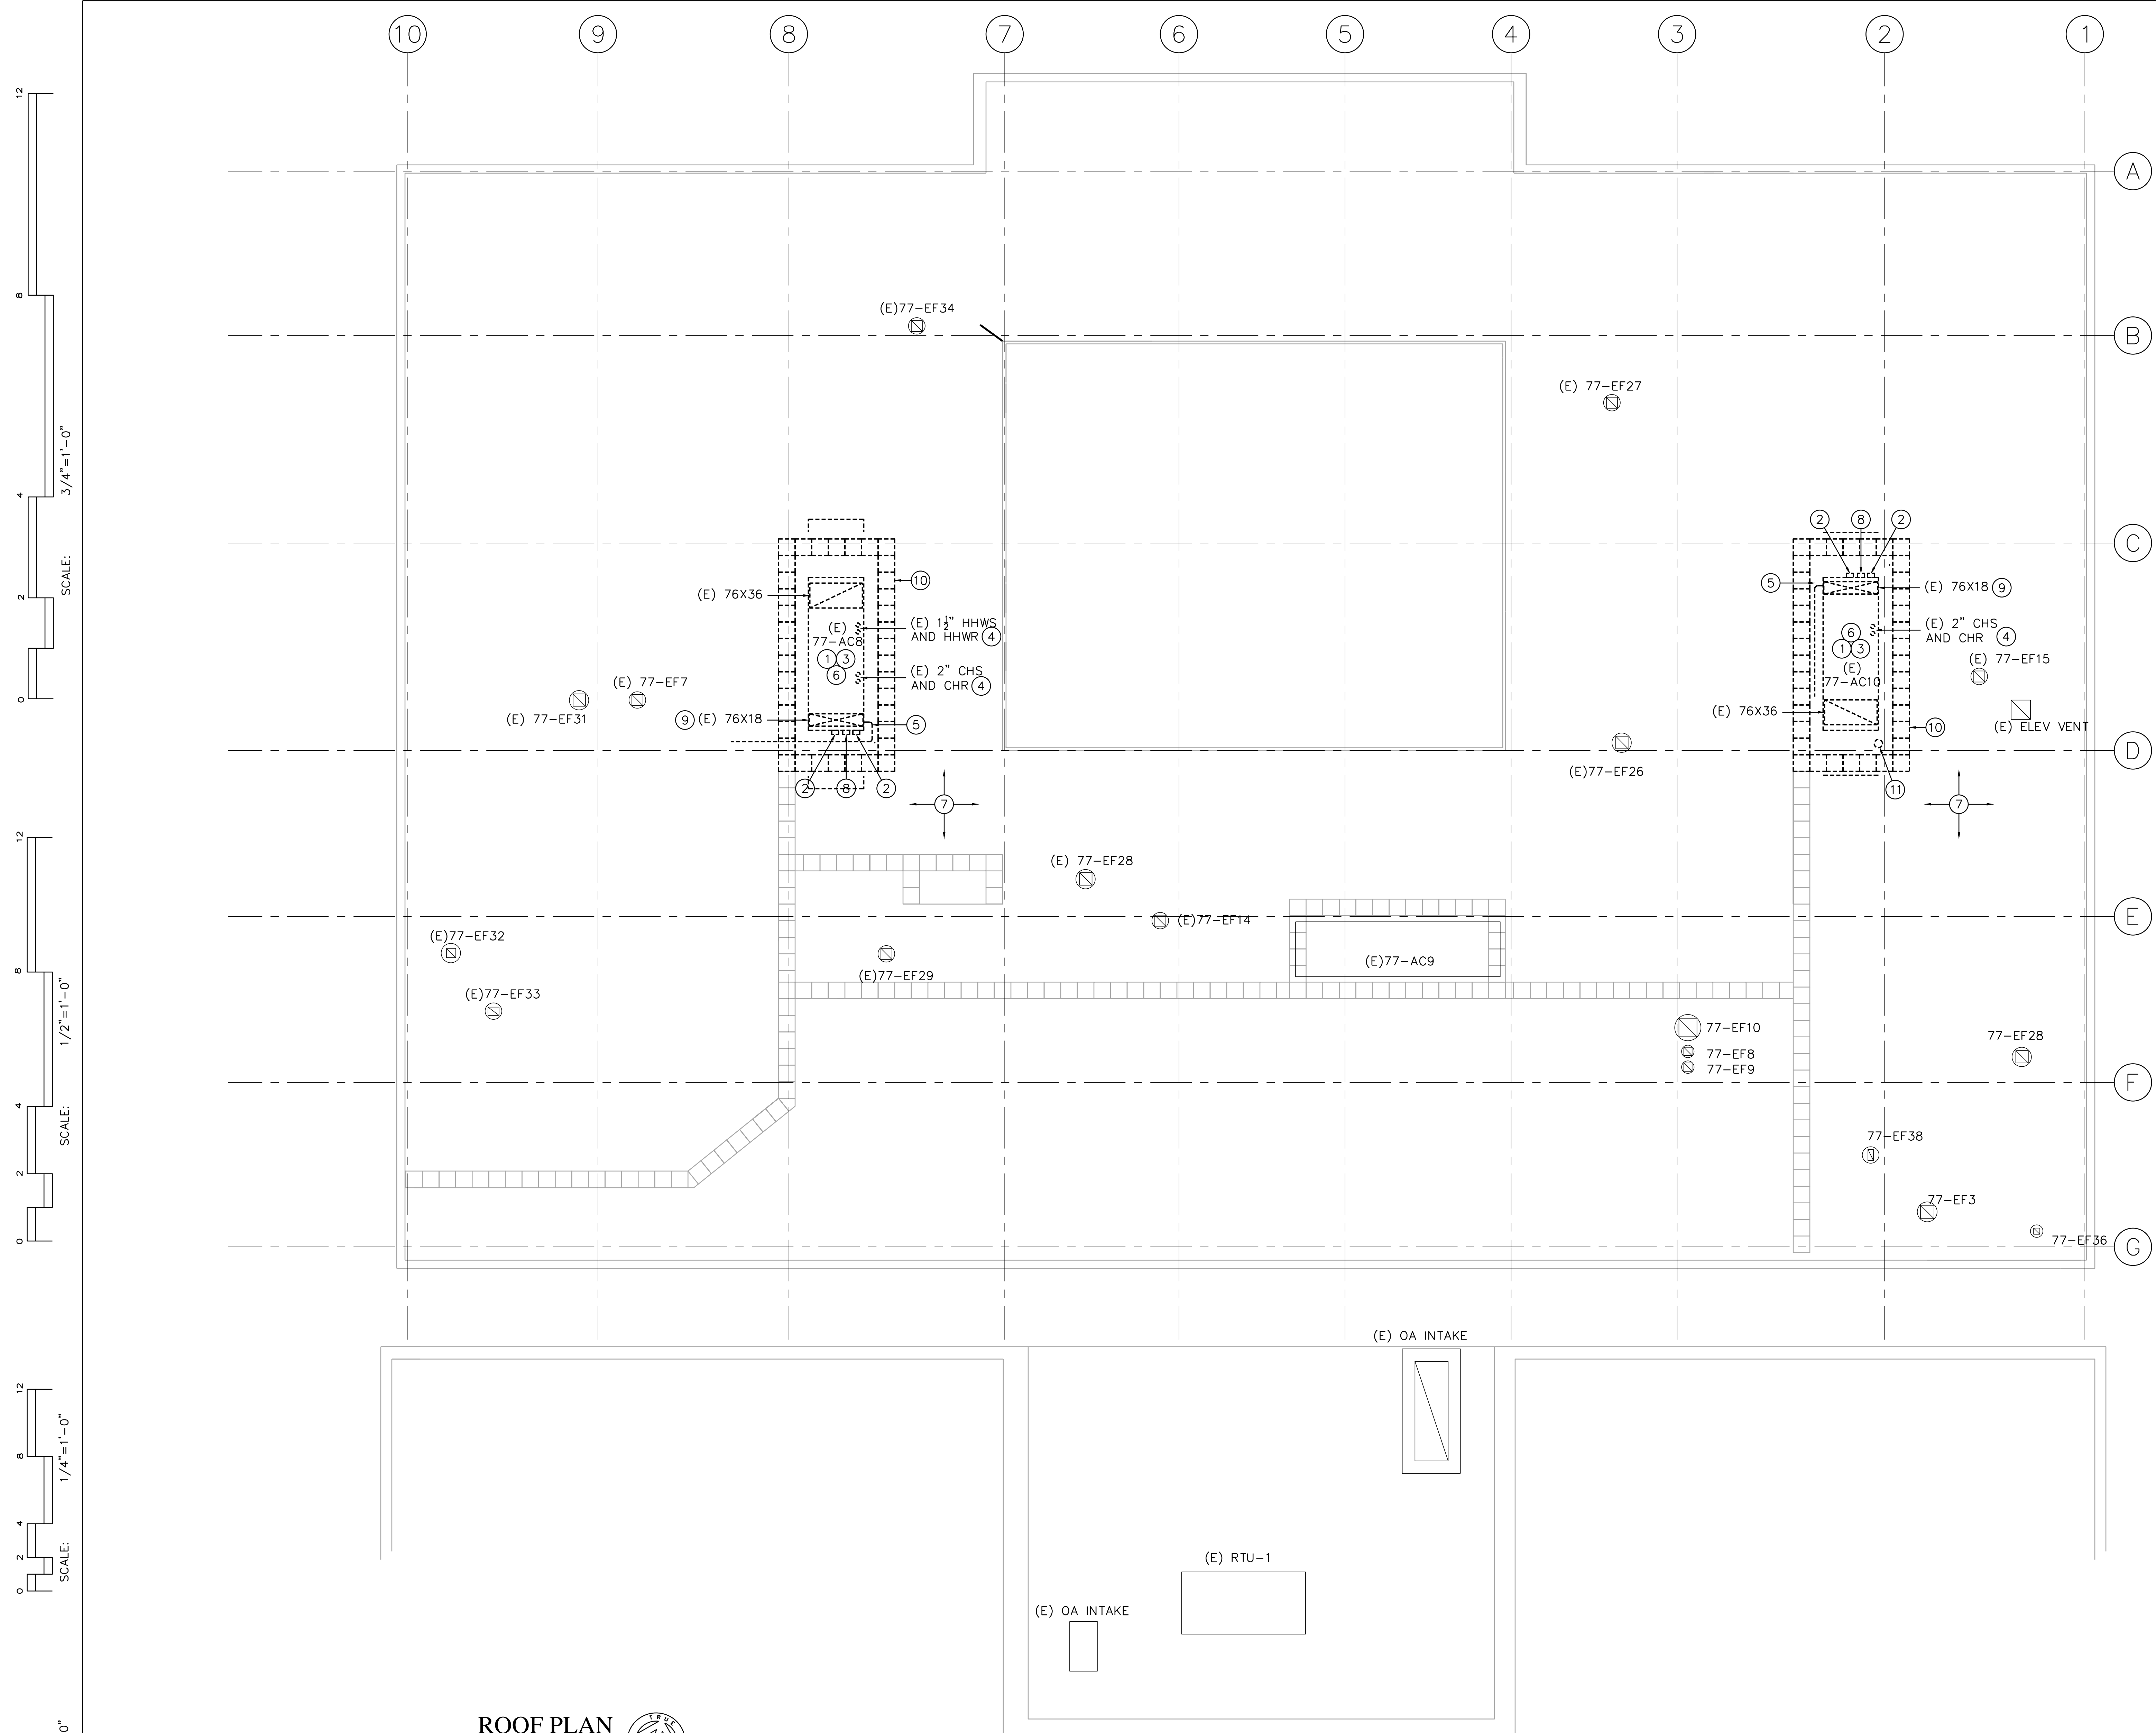 10 9 8 7 6 5 4 3 2 1
A
B
C
D
E
F
G
12
8
4
2
0
SCALE: 3/4"=1'-0"
12
8
4
2
0
SCALE: 1/2"=1'-0"
12
8
4
2
0
SCALE: 1/4"=1'-0"
0"
(E)77-EF34
(E) 77-EF27
(E) 76X36
10
(E) 1½" HHWS
AND HHWR 4
(E)
77-AC8
1 3
6
(E) 2" CHS
AND CHR 4
9 (E) 76X18
5
2 8 2
7
(E) 77-EF7
(E) 77-EF31
2 8 2
5
(E) 76X18 9
(E) 2" CHS
AND CHR 4
6
1 3
(E)
77-AC10
(E) 76X36
10
11
7
(E) 77-EF15
(E) ELEV VENT
(E)77-EF26
(E) 77-EF28
(E)77-EF14
(E)77-AC9
(E)77-EF32
(E)77-EF29
(E)77-EF33
77-EF10
77-EF8
77-EF9
77-EF28
77-EF38
77-EF3
77-EF36
(E) OA INTAKE
(E) RTU-1
(E) OA INTAKE
ROOF PLAN
TRUE